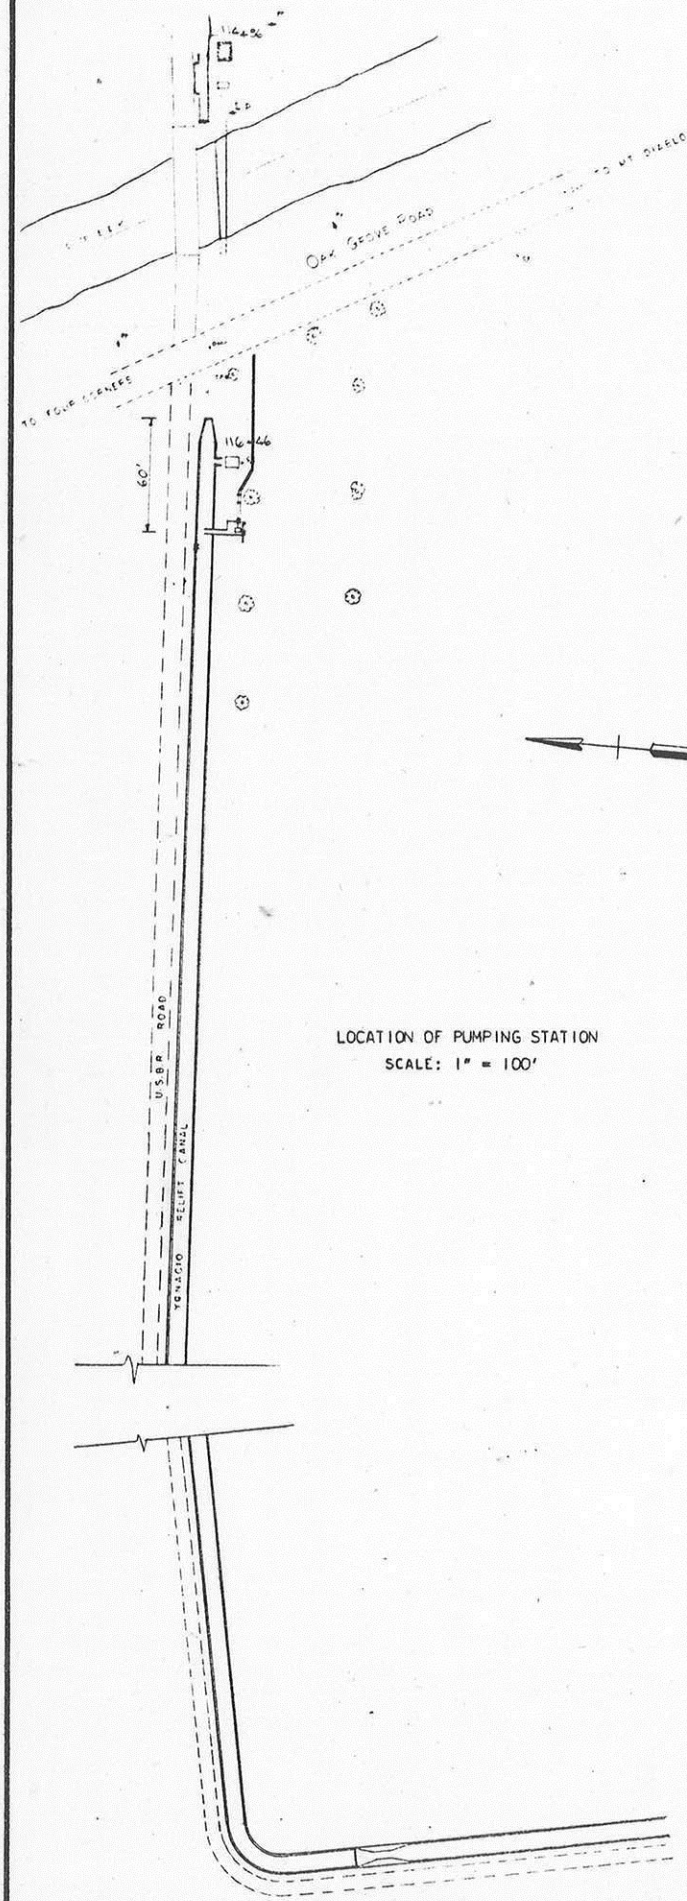 OAK GROVE ROAD
TO MT DIABLO
TO FOUR CORNERS
60'
116+46
LOCATION OF PUMPING STATION
SCALE: 1" = 100'
U.S.B.R. ROAD
YGNACIO RELIFT CANAL